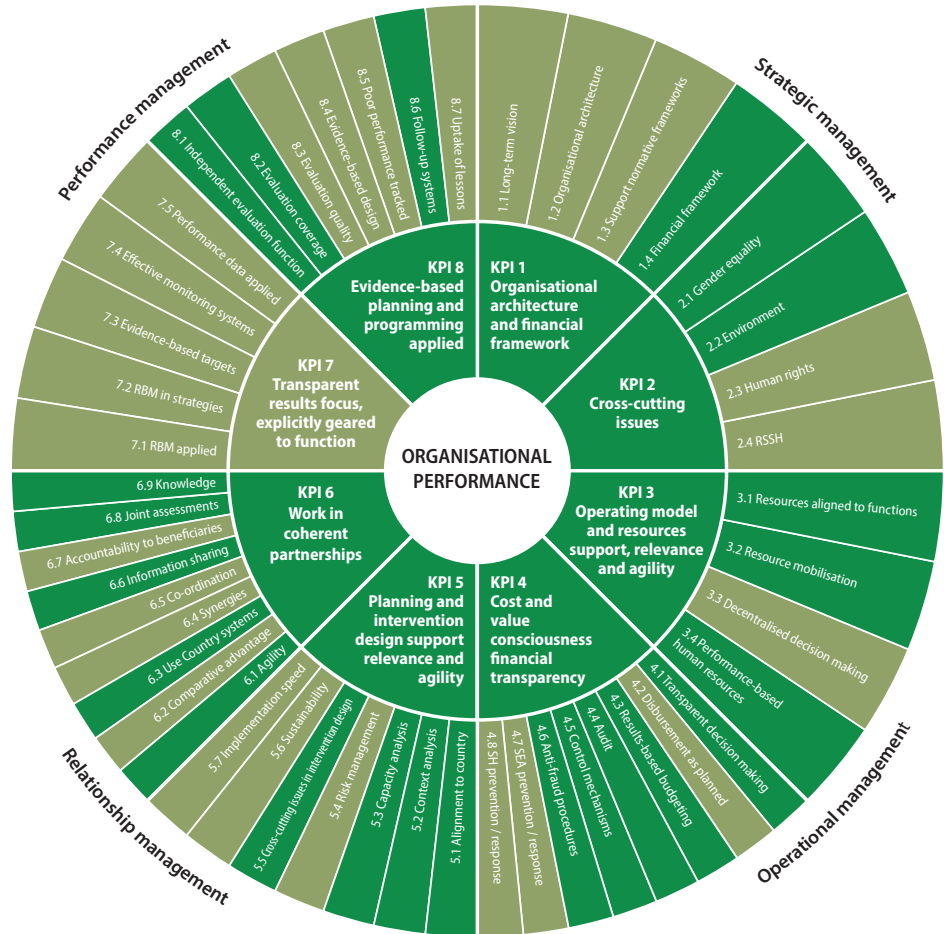 ORGANISATIONAL
PERFORMANCE
Strategic management
KPI 1
Organisational
architecture
and financial
framework
1.1 Long-term vision
1.2 Organisational architecture
1.3 Support normative frameworks
1.4 Financial framework
KPI 2
Cross-cutting
issues
2.1 Gender equality
2.2 Environment
2.3 Human rights
2.4 RSSH
Operational management
KPI 3
Operating model
and resources
support, relevance
and agility
3.1 Resources aligned to functions
3.2 Resource mobilisation
3.3 Decentralised decision making
3.4 Performance-based
human resources
KPI 4
Cost and
value
consciousness
financial
transparency
4.1 Transparent decision making
4.2 Disbursement as planned
4.3 Results-based budgeting
4.4 Audit
4.5 Control mechanisms
4.6 Anti-fraud procedures
4.7 SEA prevention / response
4.8 SH prevention / response
Relationship management
KPI 5
Planning and
intervention
design support
relevance and
agility
5.1 Alignment to country
5.2 Context analysis
5.3 Capacity analysis
5.4 Risk management
5.5 Cross-cutting issues in intervention design
5.6 Sustainability
5.7 Implementation speed
KPI 6
Work in
coherent
partnerships
6.1 Agility
6.2 Comparative advantage
6.3 Use Country systems
6.4 Synergies
6.5 Co-ordination
6.6 Information sharing
6.7 Accountability to beneficiaries
6.8 Joint assessments
6.9 Knowledge
Performance management
KPI 7
Transparent
results focus,
explicitly geared
to function
7.1 RBM applied
7.2 RBM in strategies
7.3 Evidence-based targets
7.4 Effective monitoring systems
7.5 Performance data applied
KPI 8
Evidence-based
planning and
programming
applied
8.1 Independent evaluation function
8.2 Evaluation coverage
8.3 Evaluation quality
8.4 Evidence-based design
8.5 Poor performance tracked
8.6 Follow-up systems
8.7 Uptake of lessons